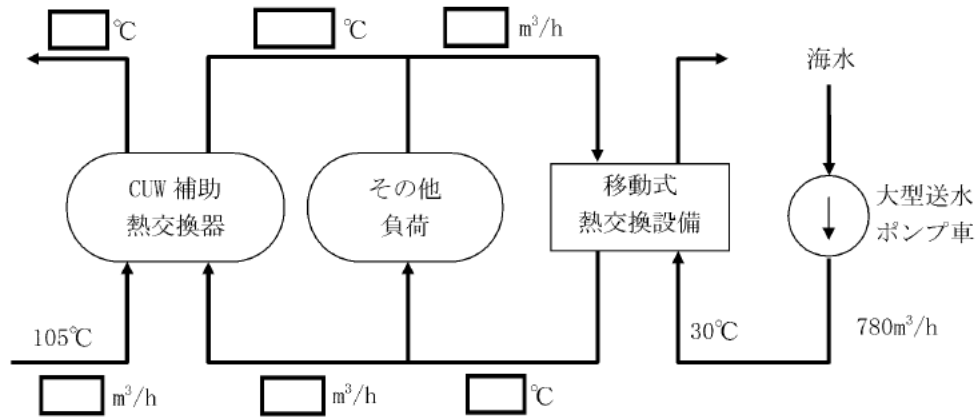 ℃
℃
m³/h
海水
CUW 補助
熱交換器
その他
負荷
移動式
熱交換設備
大型送水
ポンプ車
105℃
30℃
780m³/h
m³/h
m³/h
℃